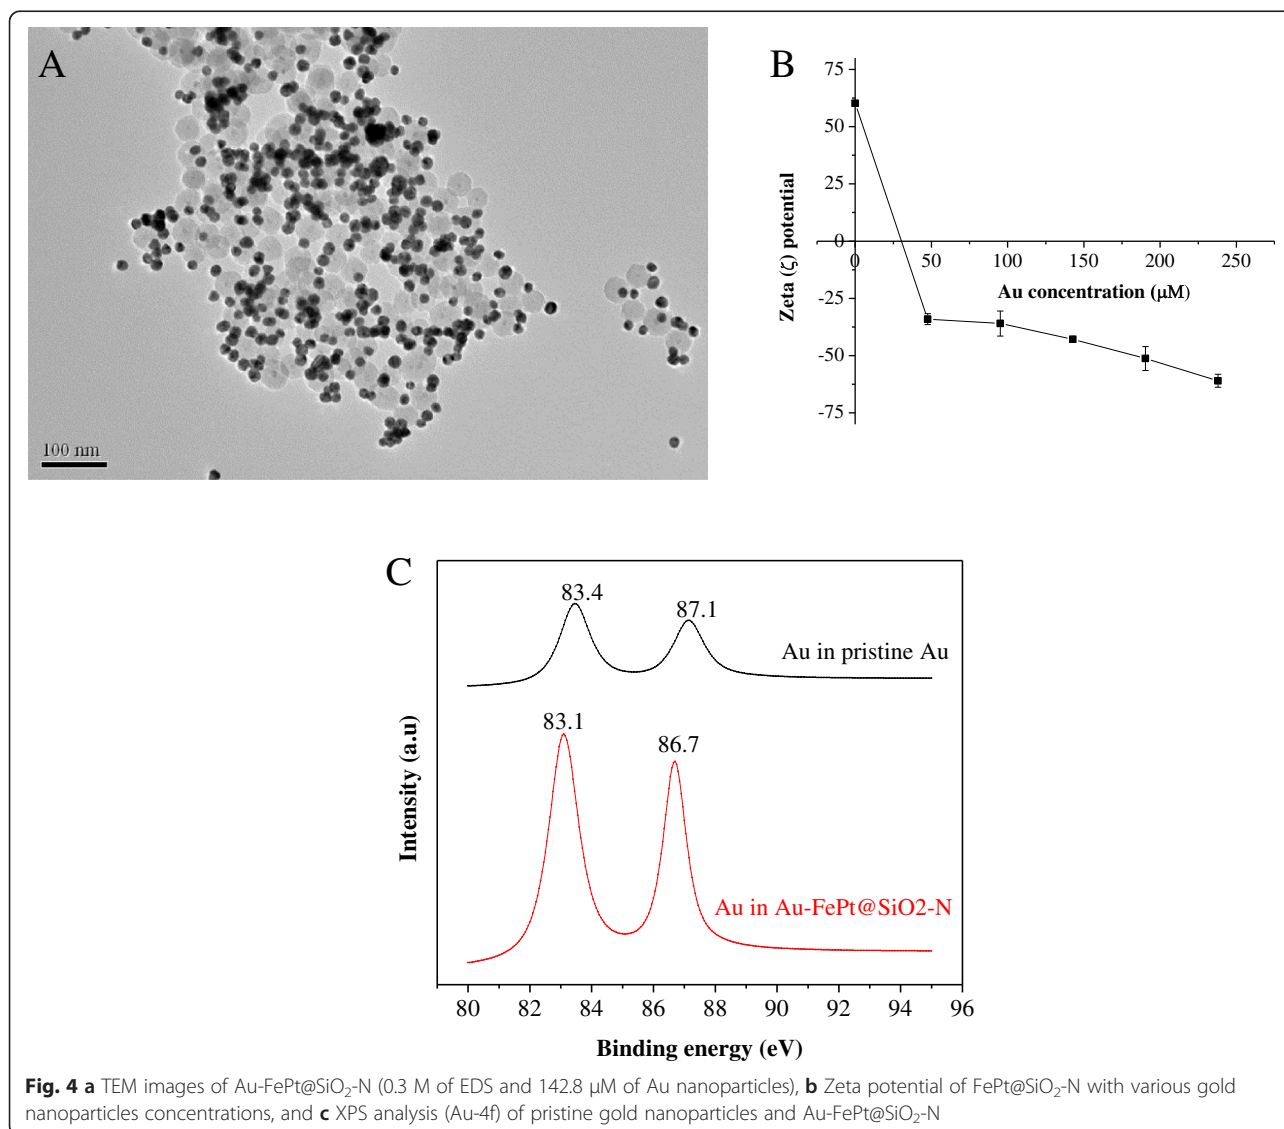 A
100 nm
B
75
50
25
0
-25
-50
-75
0
50
100
150
200
250
Zeta (ζ) potential
Au concentration (μM)
C
83.4
87.1
Au in pristine Au
83.1
86.7
Au in Au-FePt@SiO2-N
Intensity (a.u)
80 82 84 86 88 90 92 94 96
Binding energy (eV)
Fig. 4 a TEM images of Au-FePt@SiO₂-N (0.3 M of EDS and 142.8 μM of Au nanoparticles), b Zeta potential of FePt@SiO₂-N with various gold
nanoparticles concentrations, and c XPS analysis (Au-4f) of pristine gold nanoparticles and Au-FePt@SiO₂-N